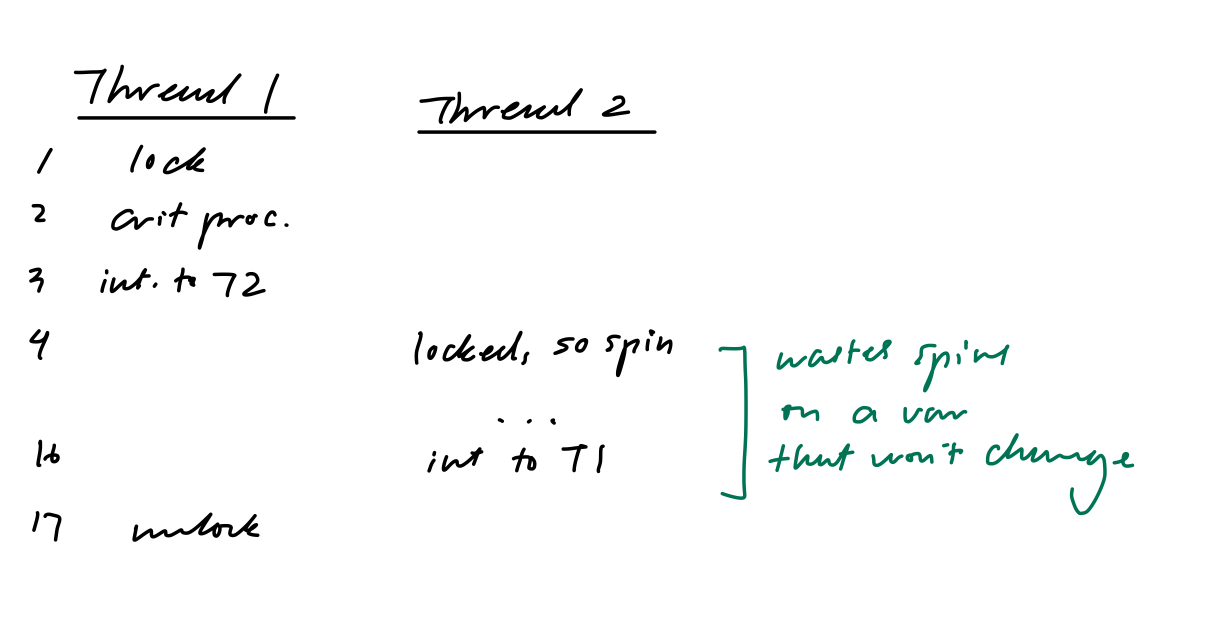 Thread 1
Thread 2
1 lock
2 crit proc.
3 int. to T2
4 locked, so spin
...
16 int to T1
17 unlock
wastes spins
on a var
that won't change